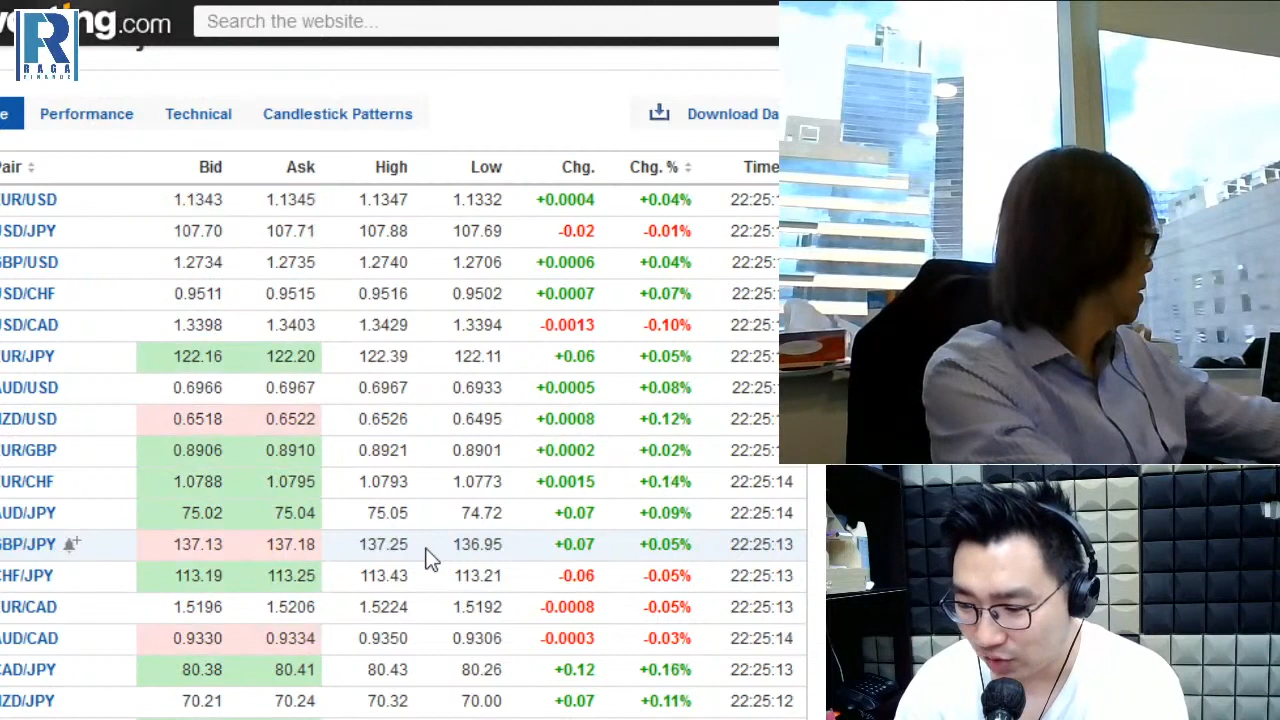 .com
Search the website...
RAGA
FINANCE
Performance Technical Candlestick Patterns Download Da
Pair Bid Ask High Low Chg. Chg. % Time
UR/USD 1.1343 1.1345 1.1347 1.1332 +0.0004 +0.04% 22:25:1
SD/JPY 107.70 107.71 107.88 107.69 -0.02 -0.01% 22:25:1
BP/USD 1.2734 1.2735 1.2740 1.2706 +0.0006 +0.04% 22:25:1
SD/CHF 0.9511 0.9515 0.9516 0.9502 +0.0007 +0.07% 22:25:1
SD/CAD 1.3398 1.3403 1.3429 1.3394 -0.0013 -0.10% 22:25:1
UR/JPY 122.16 122.20 122.39 122.11 +0.06 +0.05% 22:25:1
UD/USD 0.6966 0.6967 0.6967 0.6933 +0.0005 +0.08% 22:25:1
ZD/USD 0.6518 0.6522 0.6526 0.6495 +0.0008 +0.12% 22:25:
UR/GBP 0.8906 0.8910 0.8921 0.8901 +0.0002 +0.02% 22:25:
UR/CHF 1.0788 1.0795 1.0793 1.0773 +0.0015 +0.14% 22:25:14
UD/JPY 75.02 75.04 75.05 74.72 +0.07 +0.09% 22:25:14
BP/JPY 137.13 137.18 137.25 136.95 +0.07 +0.05% 22:25:13
HF/JPY 113.19 113.25 113.43 113.21 -0.06 -0.05% 22:25:13
UR/CAD 1.5196 1.5206 1.5224 1.5192 -0.0008 -0.05% 22:25:13
UD/CAD 0.9330 0.9334 0.9350 0.9306 -0.0003 -0.03% 22:25:14
AD/JPY 80.38 80.41 80.43 80.26 +0.12 +0.16% 22:25:13
ZD/JPY 70.21 70.24 70.32 70.00 +0.07 +0.11% 22:25:12